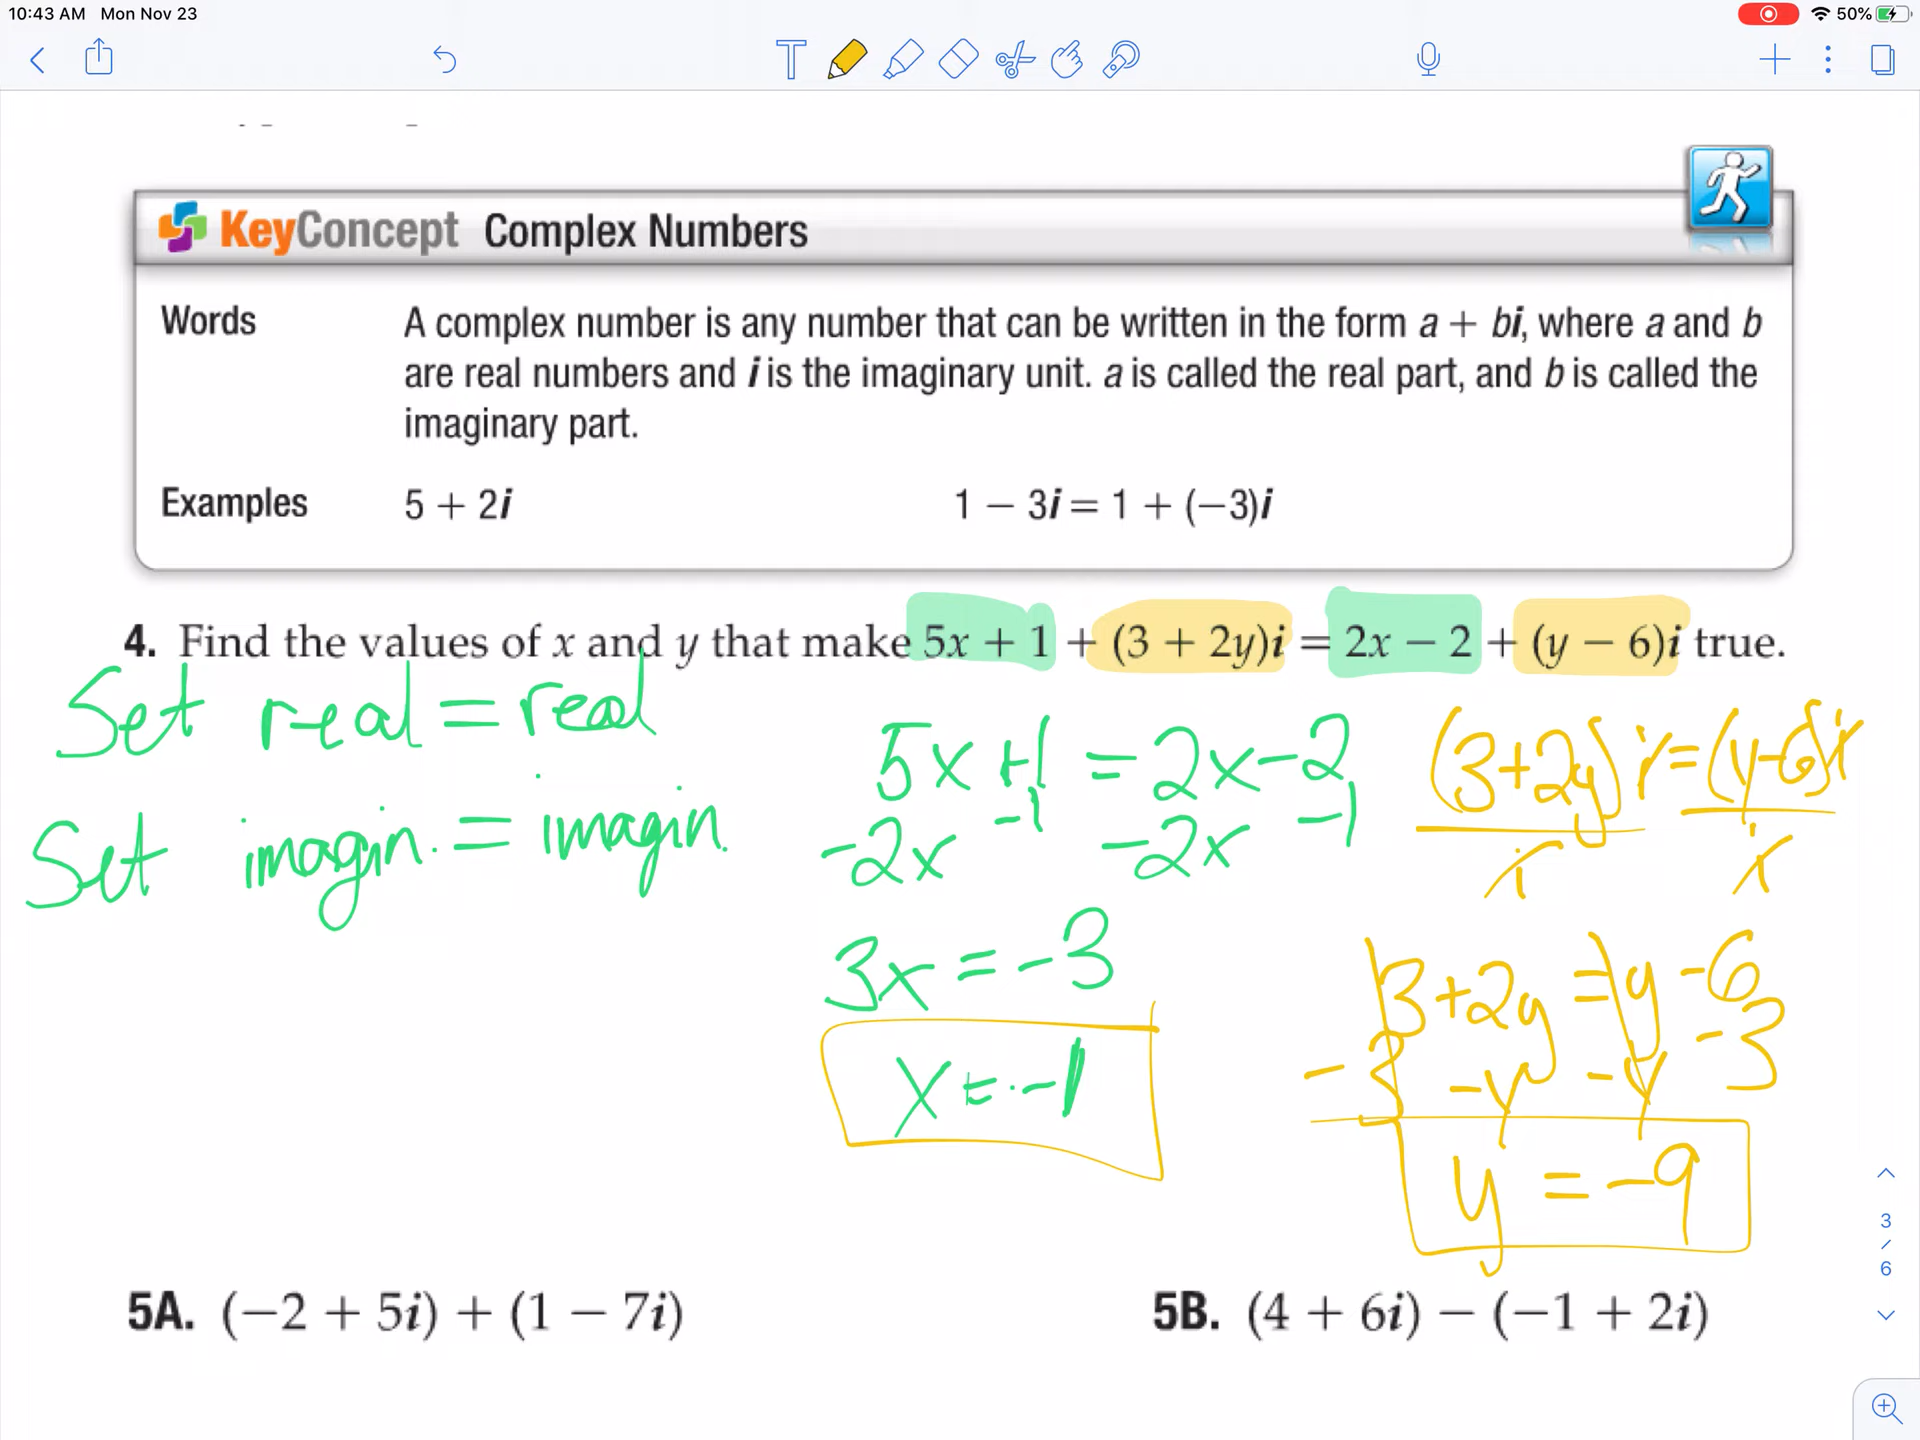 10:43 AM Mon Nov 23
50%
KeyConcept Complex Numbers
Words
A complex number is any number that can be written in the form a + bi, where a and b
are real numbers and i is the imaginary unit. a is called the real part, and b is called the
imaginary part.
Examples 5 + 2i 1 − 3i = 1 + (−3)i
4. Find the values of x and y that make 5x + 1 + (3 + 2y)i = 2x − 2 + (y − 6)i true.
Set real = real
Set imagin. = imagin.
5x + 1 = 2x - 2
-2x -1 -2x -1
3x = -3
x = -1
(3+2y)i = (y-6)i
i i
3+2y = y -6
-3 -y -y -3
y = -9
5A. (−2 + 5i) + (1 − 7i)
5B. (4 + 6i) − (−1 + 2i)
3
/
6